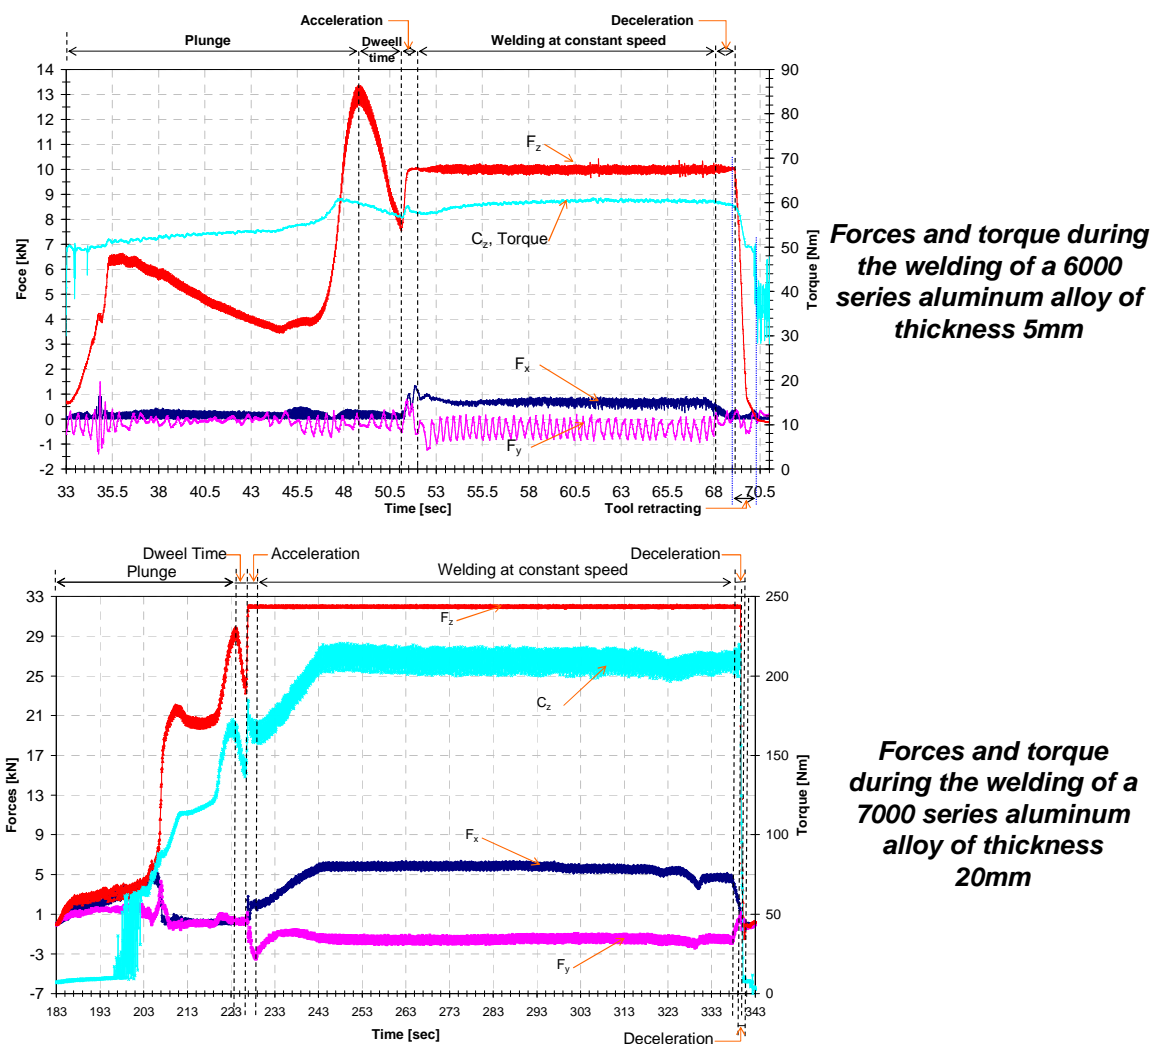 Acceleration
Deceleration
Plunge
Dweell
time
Welding at constant speed
14
13
12
11
10
9
8
7
6
5
4
3
2
1
0
-1
-2
Foce [kN]
90
80
70
60
50
40
30
20
10
0
Torque [Nm]
Fz
Cz, Torque
Fx
Fy
33 35.5 38 40.5 43 45.5 48 50.5 53 55.5 58 60.5 63 65.5 68 70.5
Time [sec]
Tool retracting
Forces and torque during
the welding of a 6000
series aluminum alloy of
thickness 5mm
Dweel Time
Acceleration
Deceleration
Plunge
Welding at constant speed
33
29
25
21
17
13
9
5
1
-3
-7
Forces [kN]
250
200
150
100
50
0
Torque [Nm]
Fz
Cz
Fx
Fy
183 193 203 213 223 233 243 253 263 273 283 293 303 313 323 333 343
Time [sec]
Deceleration
Forces and torque
during the welding of a
7000 series aluminum
alloy of thickness
20mm